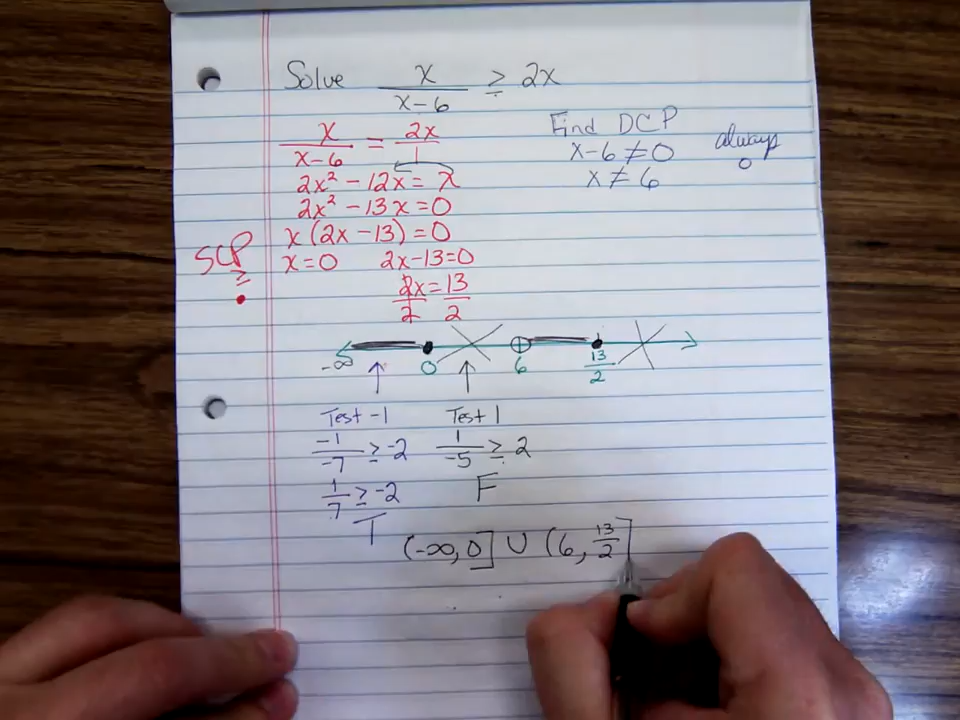 Solve x/(x-6) ≥ 2x
x/(x-6) = 2x/1
Find DCP
x-6 ≠ 0
x ≠ 6
always
o
2x² - 12x = x
2x² - 13x = 0
x(2x - 13) = 0
SCP
≥
•
x = 0 2x - 13 = 0
2x/2 = 13/2
-∞ 0 6 13/2
Test -1 Test 1
-1/-7 ≥ -2 1/-5 ≥ 2
1/7 ≥ -2 F
T
(-∞, 0] ∪ (6, 13/2]